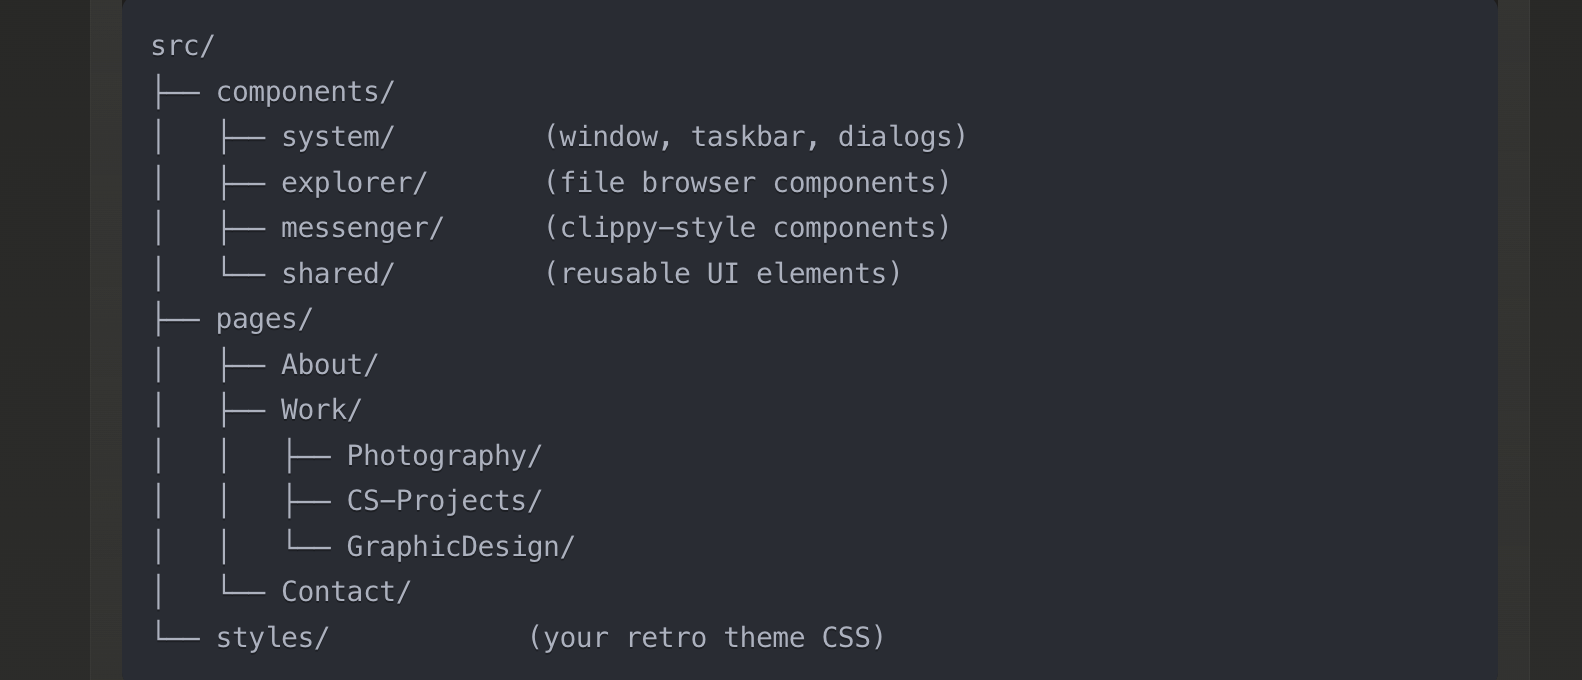 src/
├── components/
│   ├── system/         (window, taskbar, dialogs)
│   ├── explorer/       (file browser components)
│   ├── messenger/      (clippy-style components)
│   └── shared/         (reusable UI elements)
├── pages/
│   ├── About/
│   ├── Work/
│   │   ├── Photography/
│   │   ├── CS-Projects/
│   │   └── GraphicDesign/
│   └── Contact/
└── styles/            (your retro theme CSS)